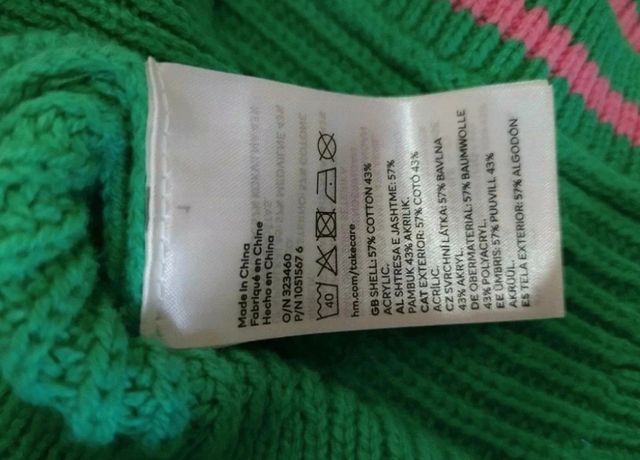 Made in China
Fabriqué en Chine
Hecho en China
O/N 323460
P/N 1051567 6
40
hm.com/takecare
GB SHELL: 57% COTTON 43%
ACRYLIC.
AL SHTRESA E JASHTME: 57%
PAMBUK 43% AKRILIK.
CAT EXTERIOR: 57% COTÓ 43%
ACRÍLIC.
CZ SVRCHNÍ LÁTKA: 57% BAVLNA
43% AKRYL.
DE OBERMATERIAL: 57% BAUMWOLLE
43% POLYACRYL.
EE ÜMBRIS: 57% PUUVILL 43%
AKRÜÜL.
ES TELA EXTERIOR: 57% ALGODÓN